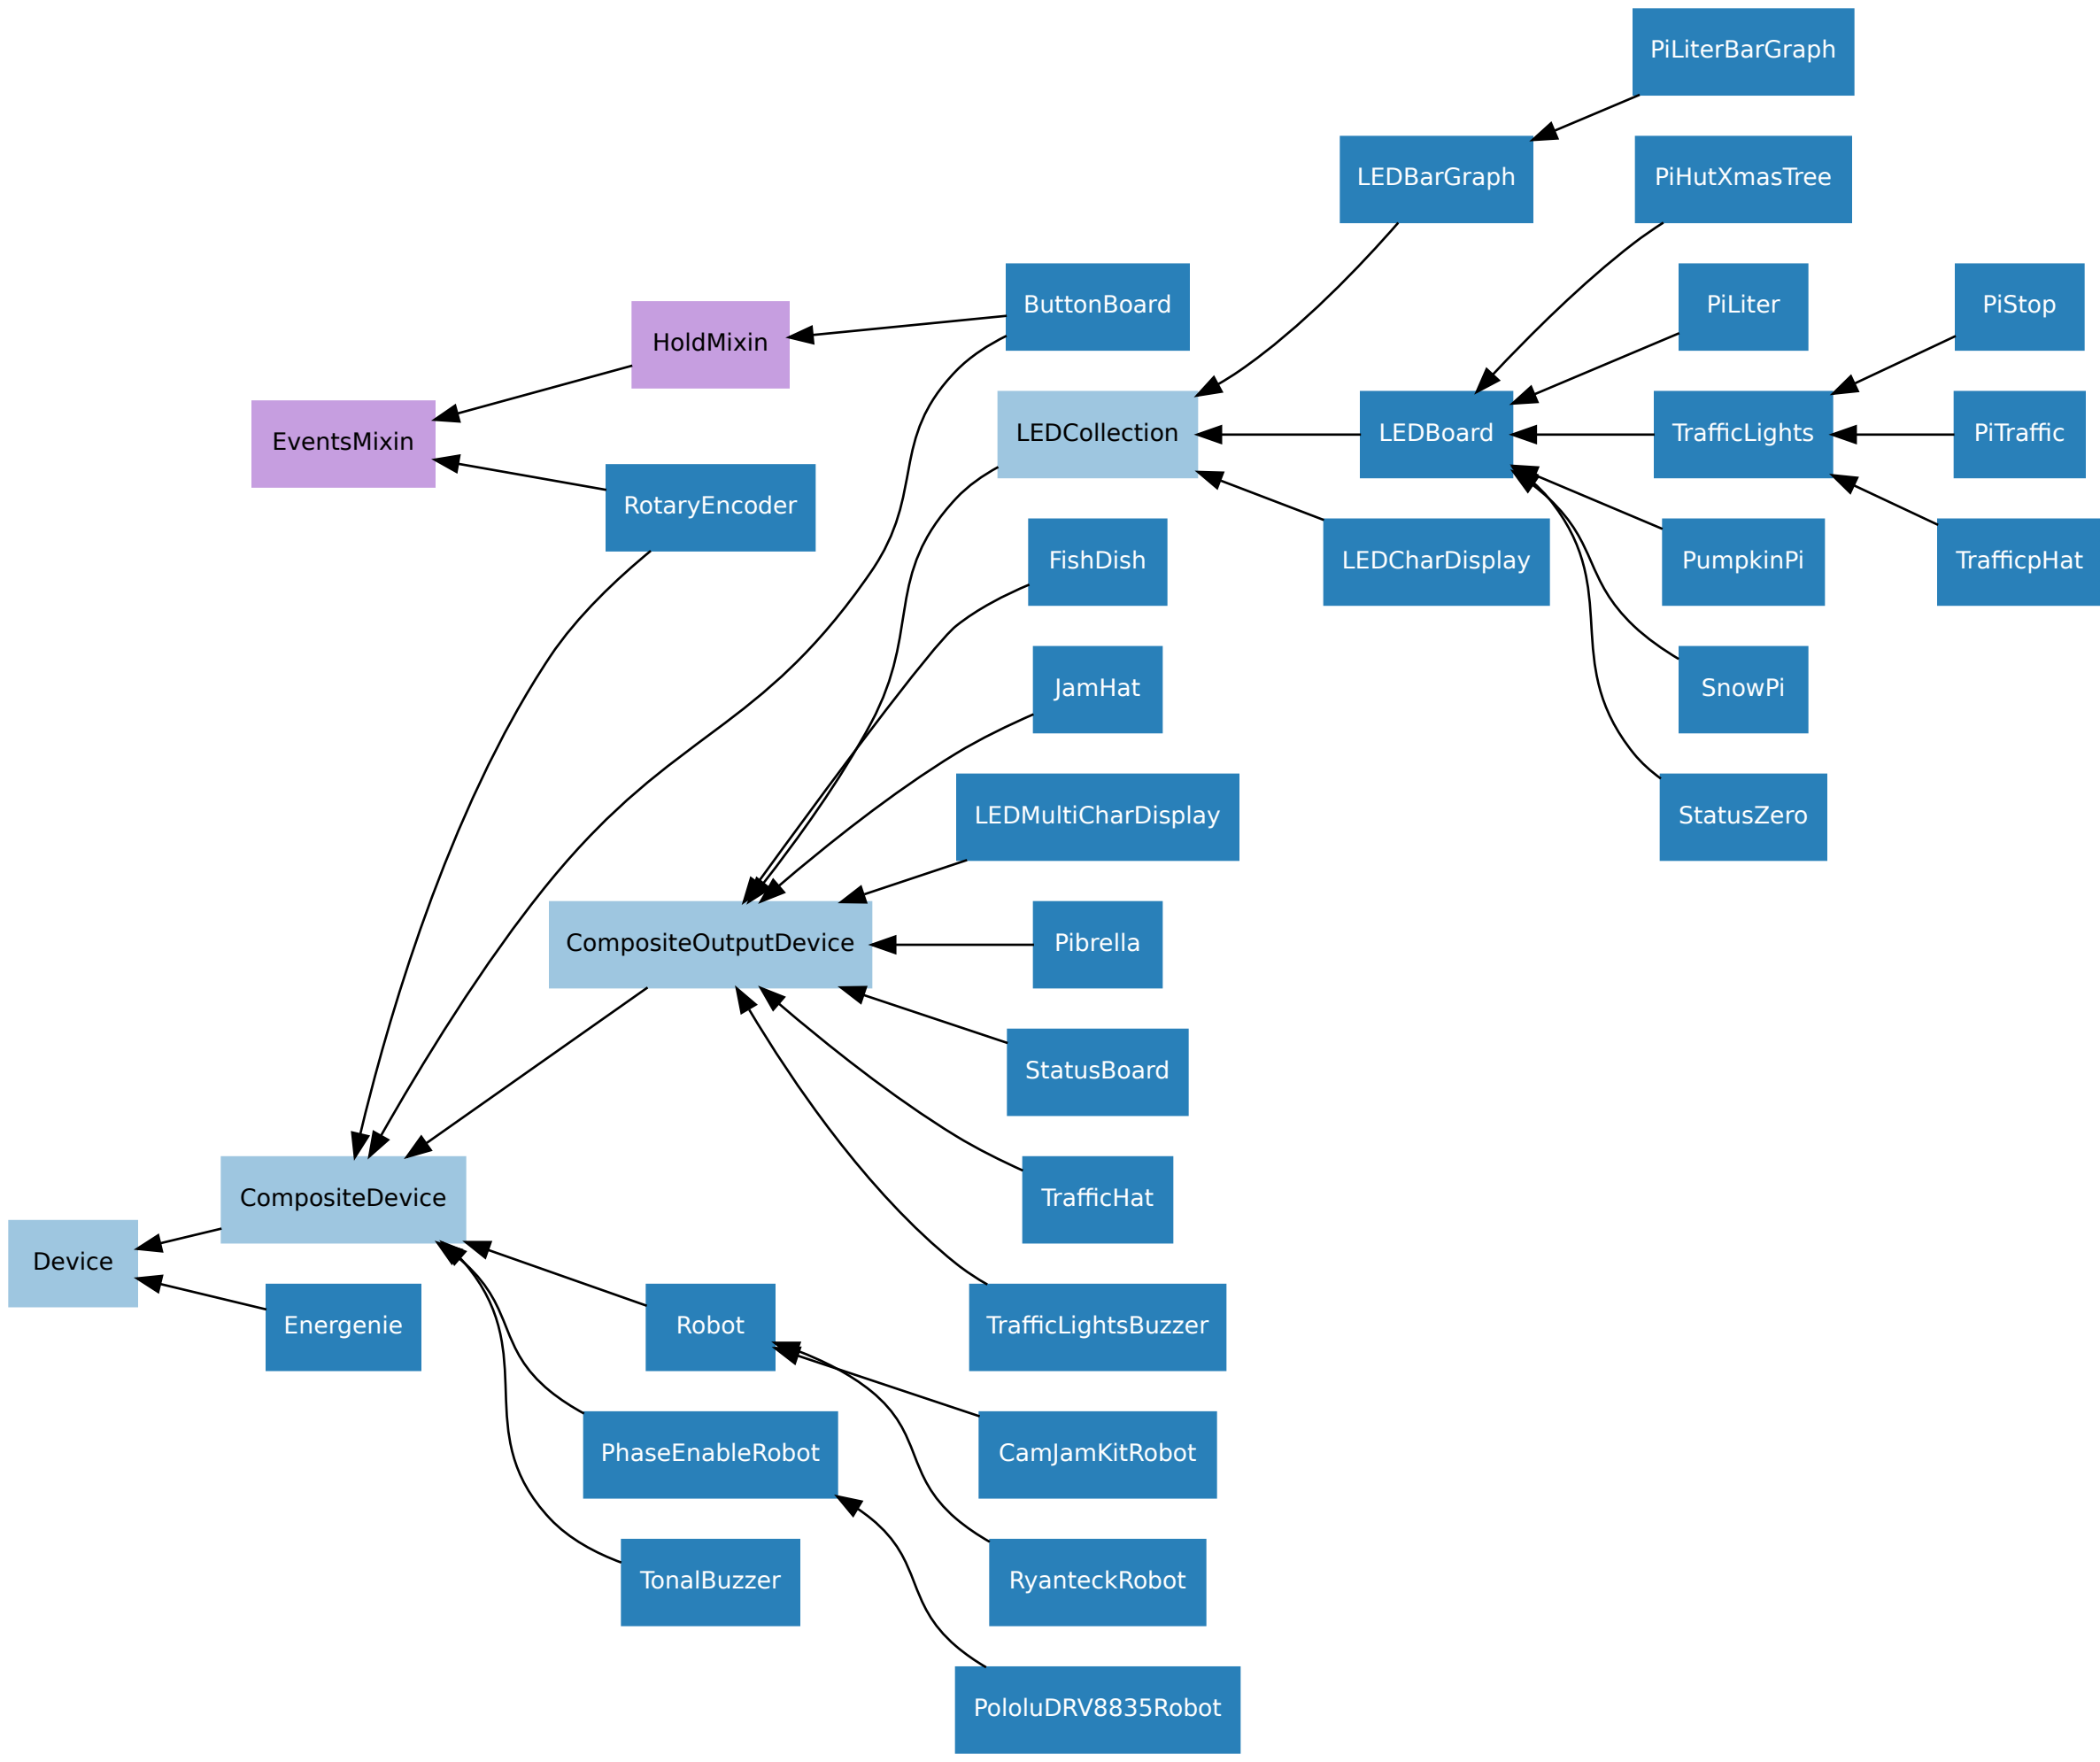 PiLiterBarGraph
LEDBarGraph
PiHutXmasTree
ButtonBoard
PiLiter
PiStop
HoldMixin
EventsMixin
LEDCollection
LEDBoard
TrafficLights
PiTraffic
RotaryEncoder
FishDish
LEDCharDisplay
PumpkinPi
TrafficpHat
JamHat
SnowPi
LEDMultiCharDisplay
StatusZero
CompositeOutputDevice
Pibrella
StatusBoard
CompositeDevice
TrafficHat
Device
Energenie
Robot
TrafficLightsBuzzer
PhaseEnableRobot
CamJamKitRobot
TonalBuzzer
RyanteckRobot
PololuDRV8835Robot